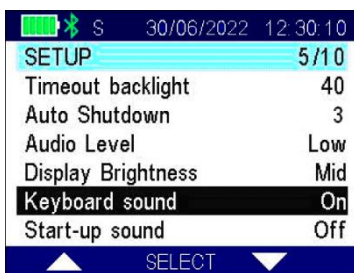 S 30/06/2022 12:30:10
SETUP 5/10
Timeout backlight 40
Auto Shutdown 3
Audio Level Low
Display Brightness Mid
Keyboard sound On
Start-up sound Off
SELECT